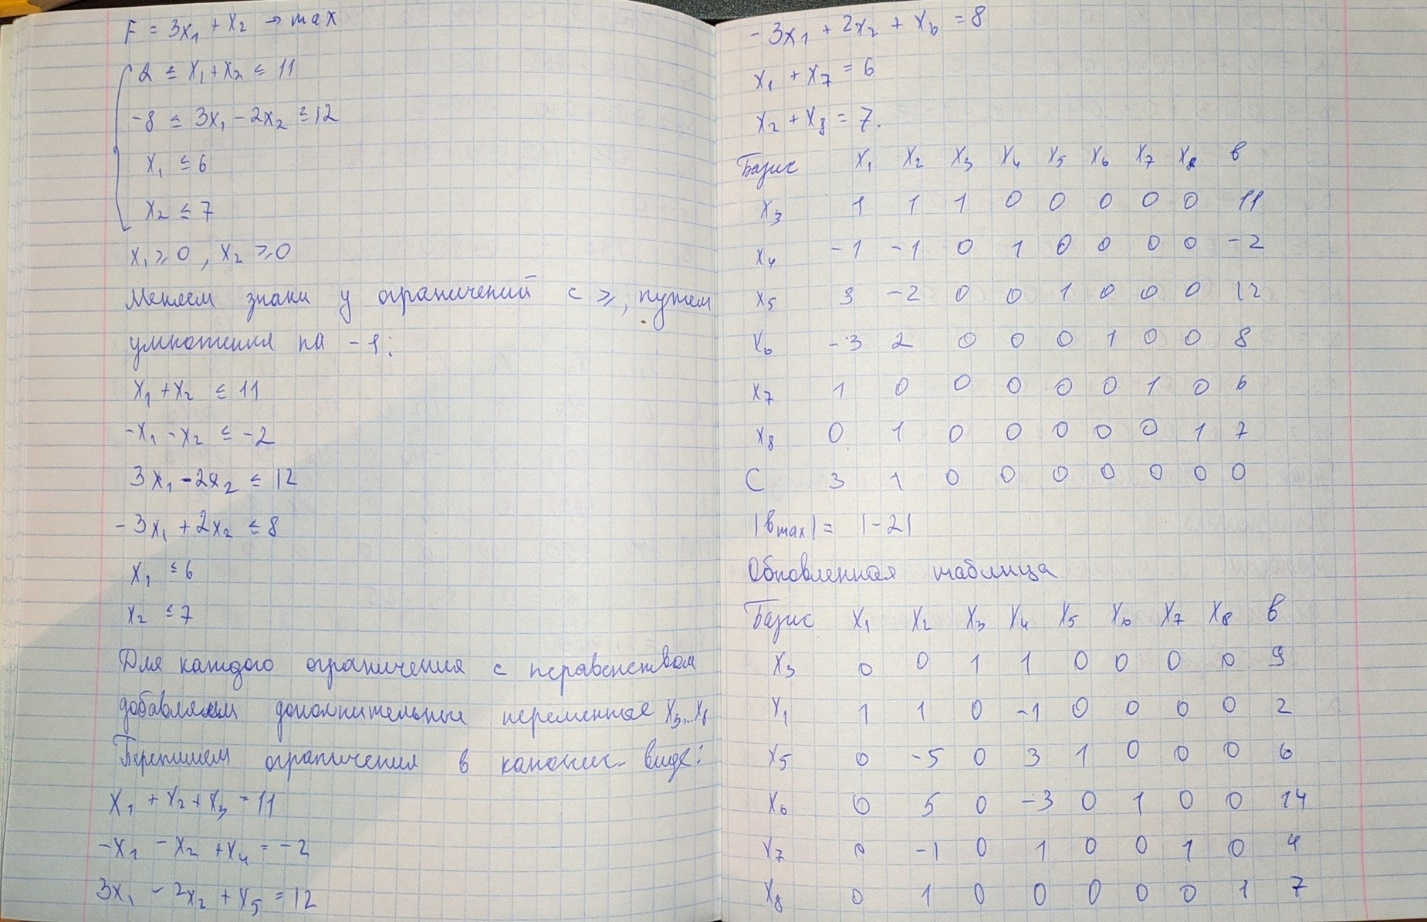 F = 3x₁ + x₂ → max
2 ≤ x₁ + x₂ ≤ 11
-8 ≤ 3x₁ - 2x₂ ≤ 12
x₁ ≤ 6
x₂ ≤ 7
x₁ ≥ 0, x₂ ≥ 0
Меняем знаки у ограничений с ≥, путем
умножения на -1:
x₁ + x₂ ≤ 11
-x₁ - x₂ ≤ -2
3x₁ - 2x₂ ≤ 12
-3x₁ + 2x₂ ≤ 8
x₁ ≤ 6
x₂ ≤ 7
Для каждого ограничения с неравенством
добавляем дополнительные переменные x₃..x₈
Перепишем ограничения в канонич. виде:
x₁ + x₂ + x₃ = 11
-x₁ - x₂ + x₄ = -2
3x₁ - 2x₂ + x₅ = 12
-3x₁ + 2x₂ + x₆ = 8
x₁ + x₇ = 6
x₂ + x₈ = 7.
Базис x₁ x₂ x₃ x₄ x₅ x₆ x₇ x₈ в
x₃ 1 1 1 0 0 0 0 0 11
x₄ -1 -1 0 1 0 0 0 0 -2
x₅ 3 -2 0 0 1 0 0 0 12
x₆ -3 2 0 0 0 1 0 0 8
x₇ 1 0 0 0 0 0 1 0 6
x₈ 0 1 0 0 0 0 0 1 7
C 3 1 0 0 0 0 0 0 0
|в max| = |-2|
Обновленная таблица
Базис x₁ x₂ x₃ x₄ x₅ x₆ x₇ x₈ в
x₃ 0 0 1 1 0 0 0 0 9
x₁ 1 1 0 -1 0 0 0 0 2
x₅ 0 -5 0 3 1 0 0 0 6
x₆ 0 5 0 -3 0 1 0 0 14
x₇ 0 -1 0 1 0 0 1 0 4
x₈ 0 1 0 0 0 0 0 1 7